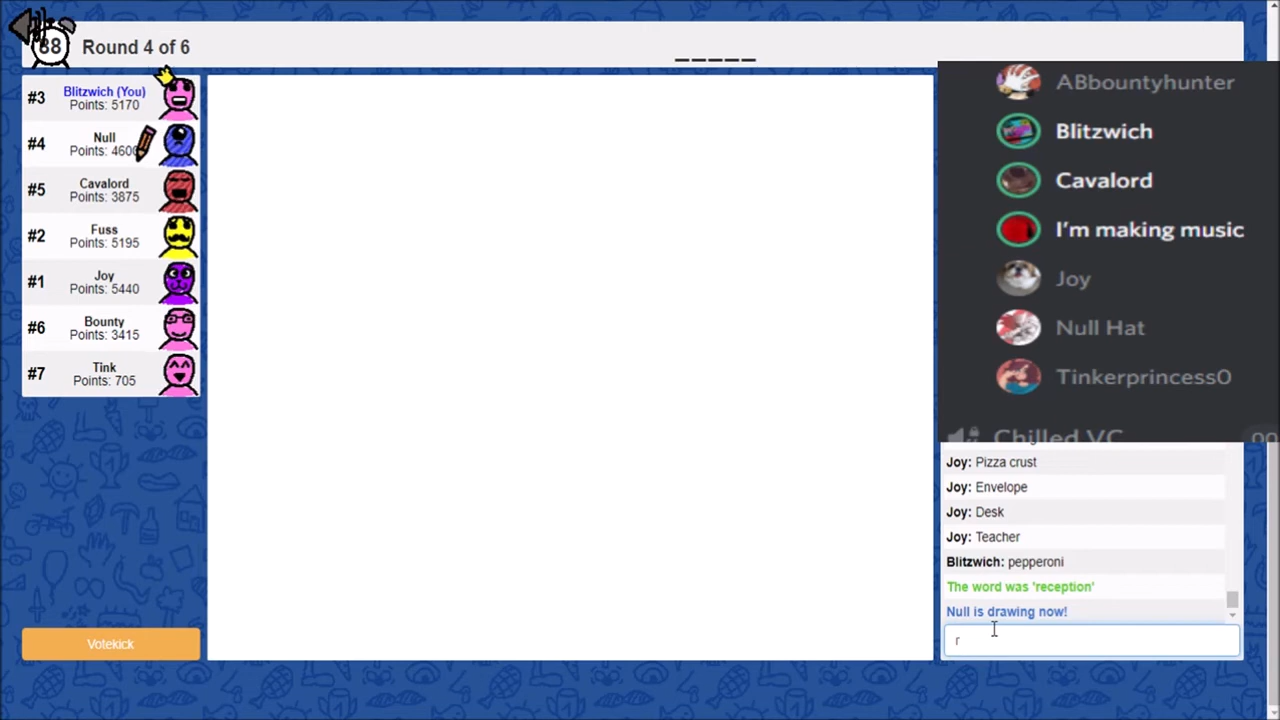 88 Round 4 of 6
_ _ _ _ _
#3 Blitzwich (You)
Points: 5170
#4 Null
Points: 4600
#5 Cavalord
Points: 3875
#2 Fuss
Points: 5195
#1 Joy
Points: 5440
#6 Bounty
Points: 3415
#7 Tink
Points: 705
Votekick
ABbountyhunter
Blitzwich
Cavalord
I'm making music
Joy
Null Hat
Tinkerprincess0
Chilled VC
Joy: Pizza crust
Joy: Envelope
Joy: Desk
Joy: Teacher
Blitzwich: pepperoni
The word was 'reception'
Null is drawing now!
r